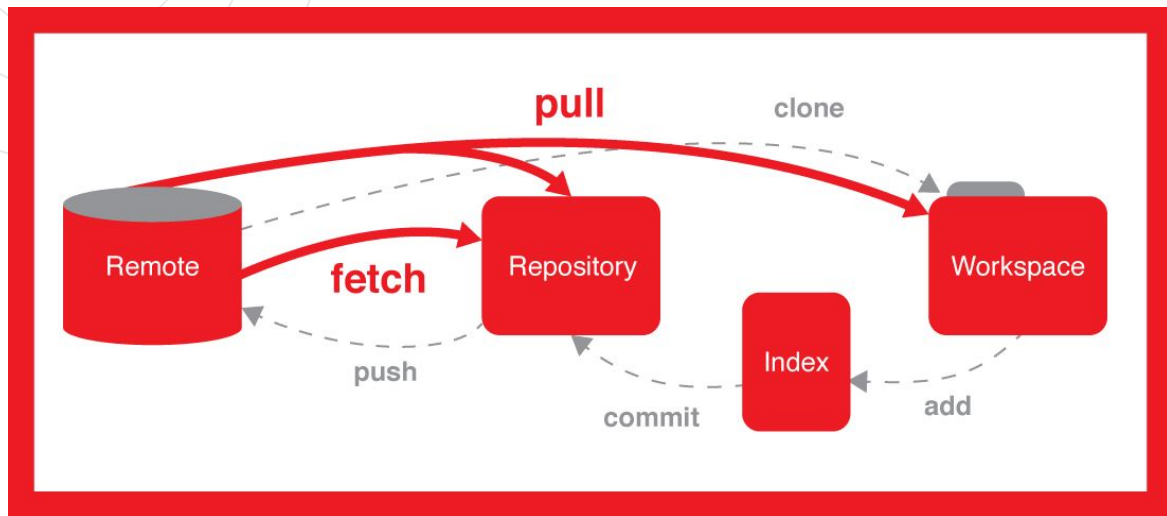 pull
clone
Remote
fetch
Repository
Workspace
push
Index
commit
add